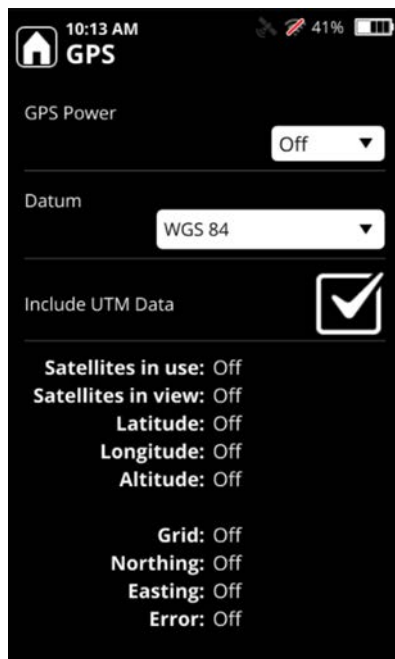 10:13 AM
41%
GPS
GPS Power
Off
Datum
WGS 84
Include UTM Data
Satellites in use: Off
Satellites in view: Off
Latitude: Off
Longitude: Off
Altitude: Off
Grid: Off
Northing: Off
Easting: Off
Error: Off